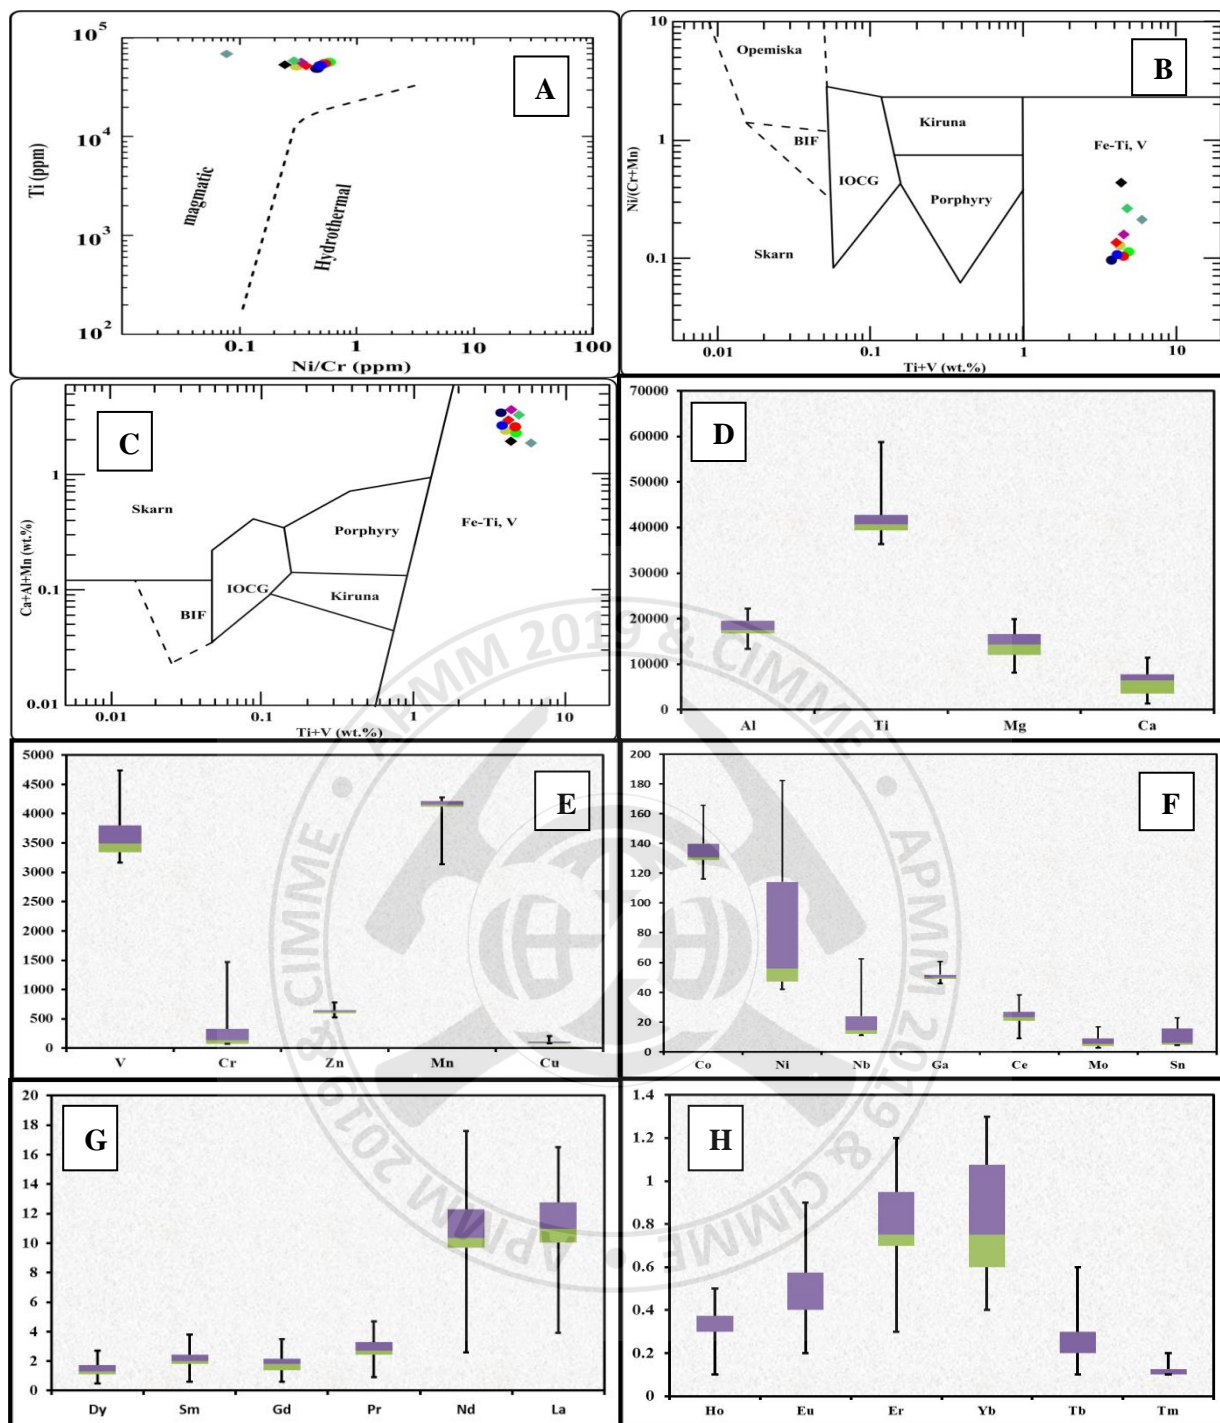 A
Ti (ppm)
10^5
10^4
10^3
10^2
magmatic
Hydrothermal
0.1 1 10 100
Ni/Cr (ppm)
B
Ni/(Cr+Mn)
10
1
0.1
Opemiska
BIF
Kiruna
IOCG
Porphyry
Skarn
Fe-Ti, V
0.01 0.1 1 10
Ti+V (wt.%)
C
Ca+Al+Mn (wt.%)
1
0.1
0.01
Skarn
Porphyry
Fe-Ti, V
IOCG
BIF
Kiruna
0.01 0.1 1 10
Ti+V (wt.%)
D
70000
60000
50000
40000
30000
20000
10000
0
Al Ti Mg Ca
E
5000
4500
4000
3500
3000
2500
2000
1500
1000
500
0
V Cr Zn Mn Cu
F
200
180
160
140
120
100
80
60
40
20
0
Co Ni Nb Ga Ce Mo Sn
G
20
18
16
14
12
10
8
6
4
2
0
Dy Sm Gd Pr Nd La
H
1.4
1.2
1
0.8
0.6
0.4
0.2
0
Ho Eu Er Yb Tb Tm
APMM 2019 & CIMME • APMM 2019 & CIMME • APMM 2019 & CIMME •